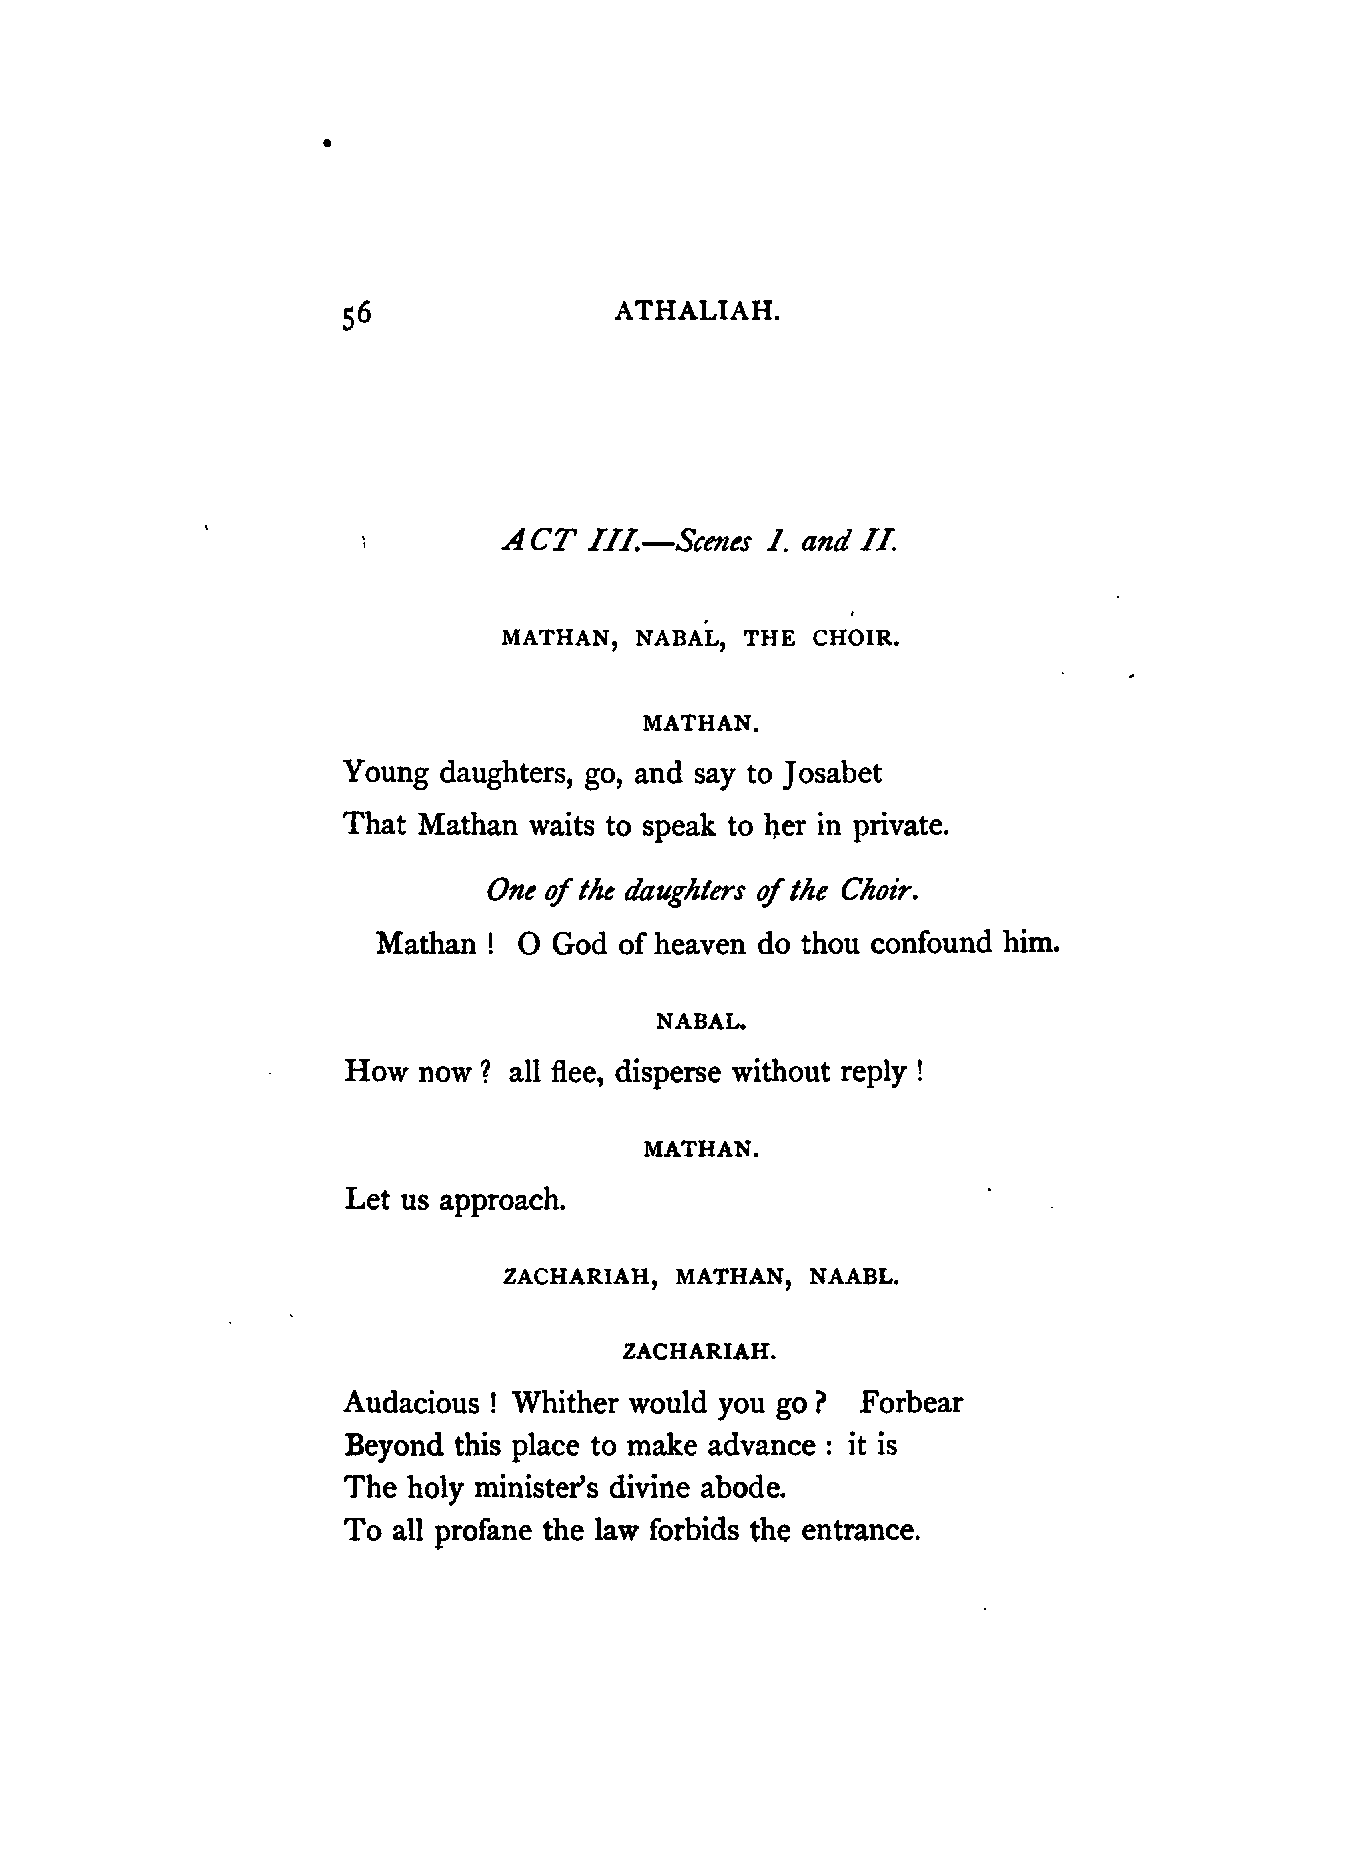 56 ATHALIAH.
ACT III.—Scenes I. and II.
MATHAN, NABAL, THE CHOIR.
MATHAN.
Young daughters, go, and say to Josabet
That Mathan waits to speak to her in private.
One of the daughters of the Choir.
Mathan ! O God of heaven do thou confound him.
NABAL.
How now ? all flee, disperse without reply !
MATHAN.
Let us approach.
ZACHARIAH, MATHAN, NAABL.
ZACHARIAH.
Audacious ! Whither would you go ? Forbear
Beyond this place to make advance : it is
The holy minister's divine abode.
To all profane the law forbids the entrance.